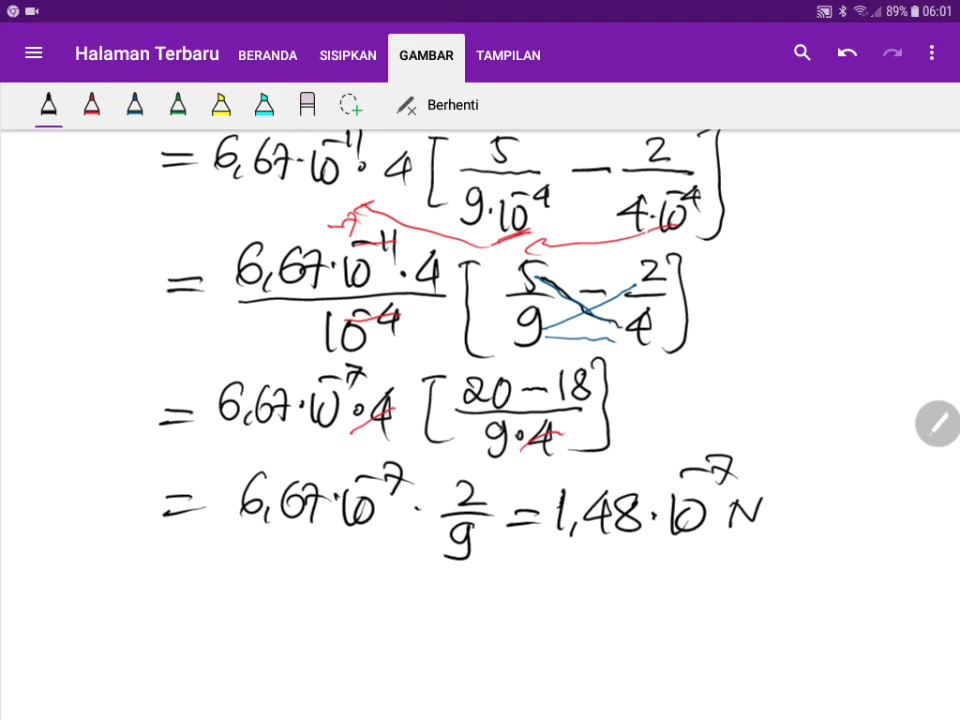 89% 06:01
Halaman Terbaru BERANDA SISIPKAN GAMBAR TAMPILAN
Berhenti
= 6,67·10⁻¹¹· 4 [ 5/(9·10⁻⁴) − 2/(4·10⁻⁴) ]
-7
= (6,67·10⁻¹¹·4)/10⁻⁴ [ 5/9 − 2/4 ]
= 6,67·10⁻⁷·4 [ (20−18)/(9·4) ]
= 6,67·10⁻⁷ · 2/9 = 1,48·10⁻⁷ N